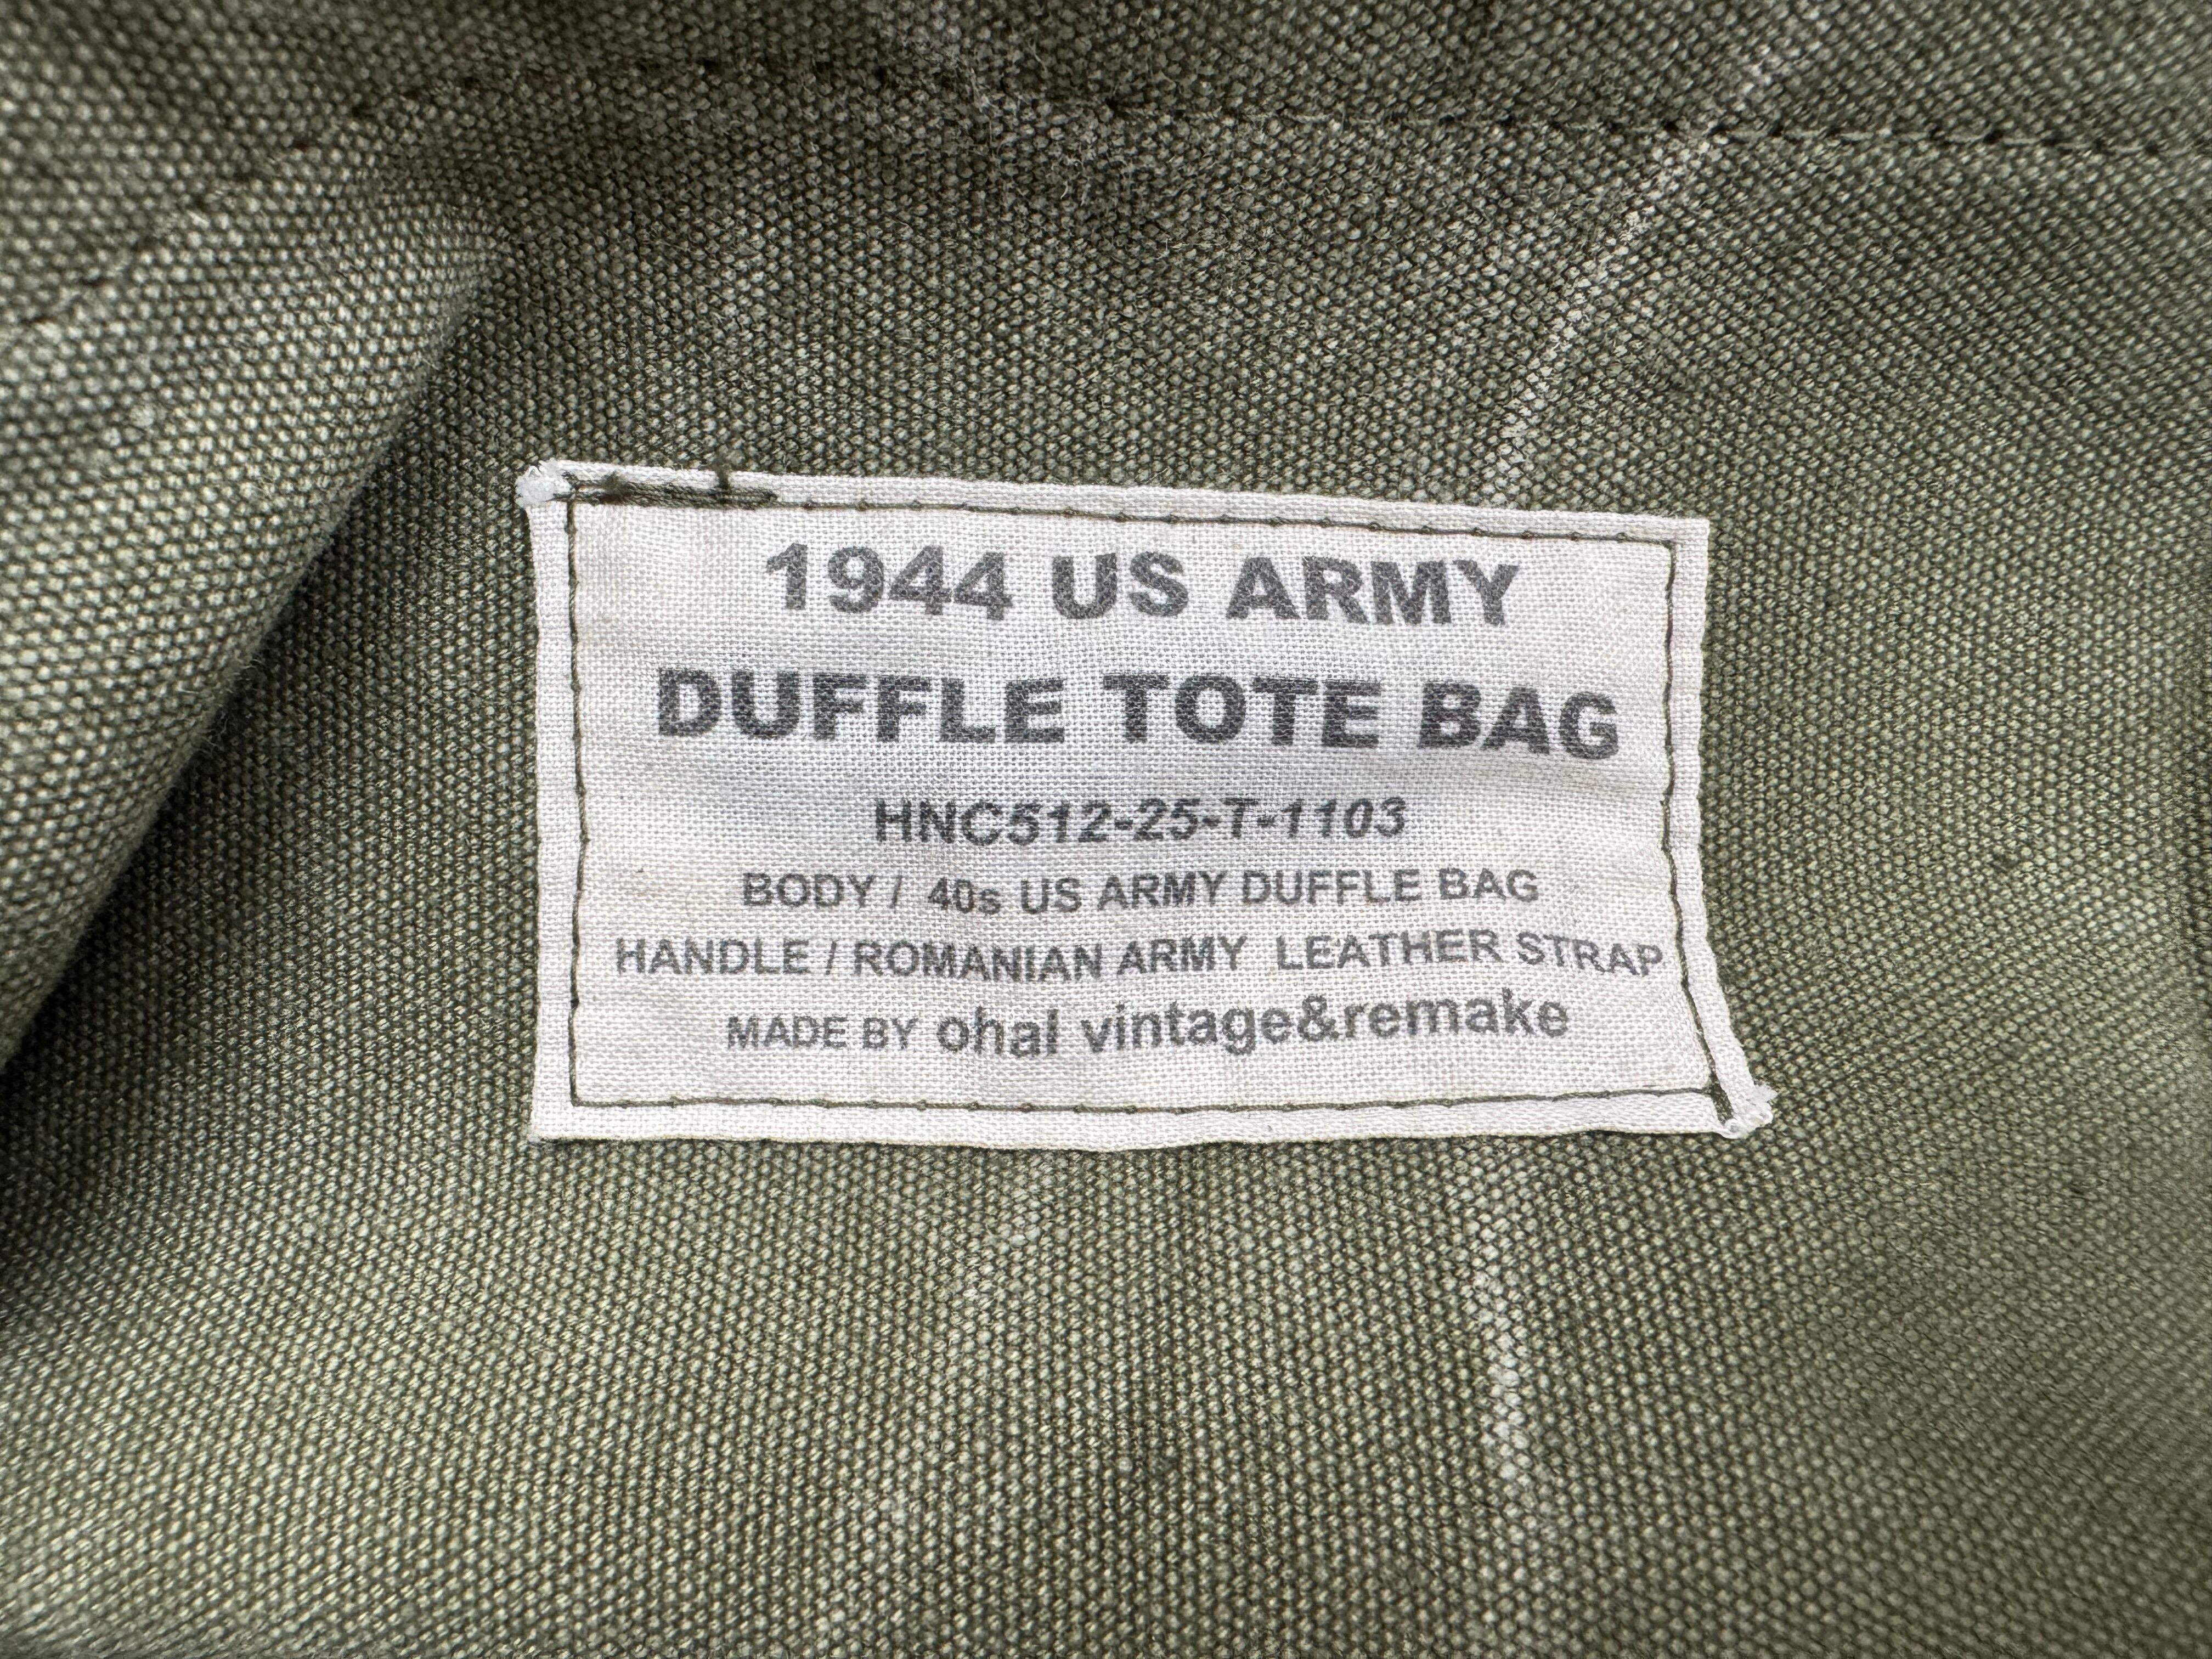 1944 US ARMY
DUFFLE TOTE BAG
HNC512-25-T-1103
BODY / 40s US ARMY DUFFLE BAG
HANDLE / ROMANIAN ARMY LEATHER STRAP
MADE BY ohal vintage&remake